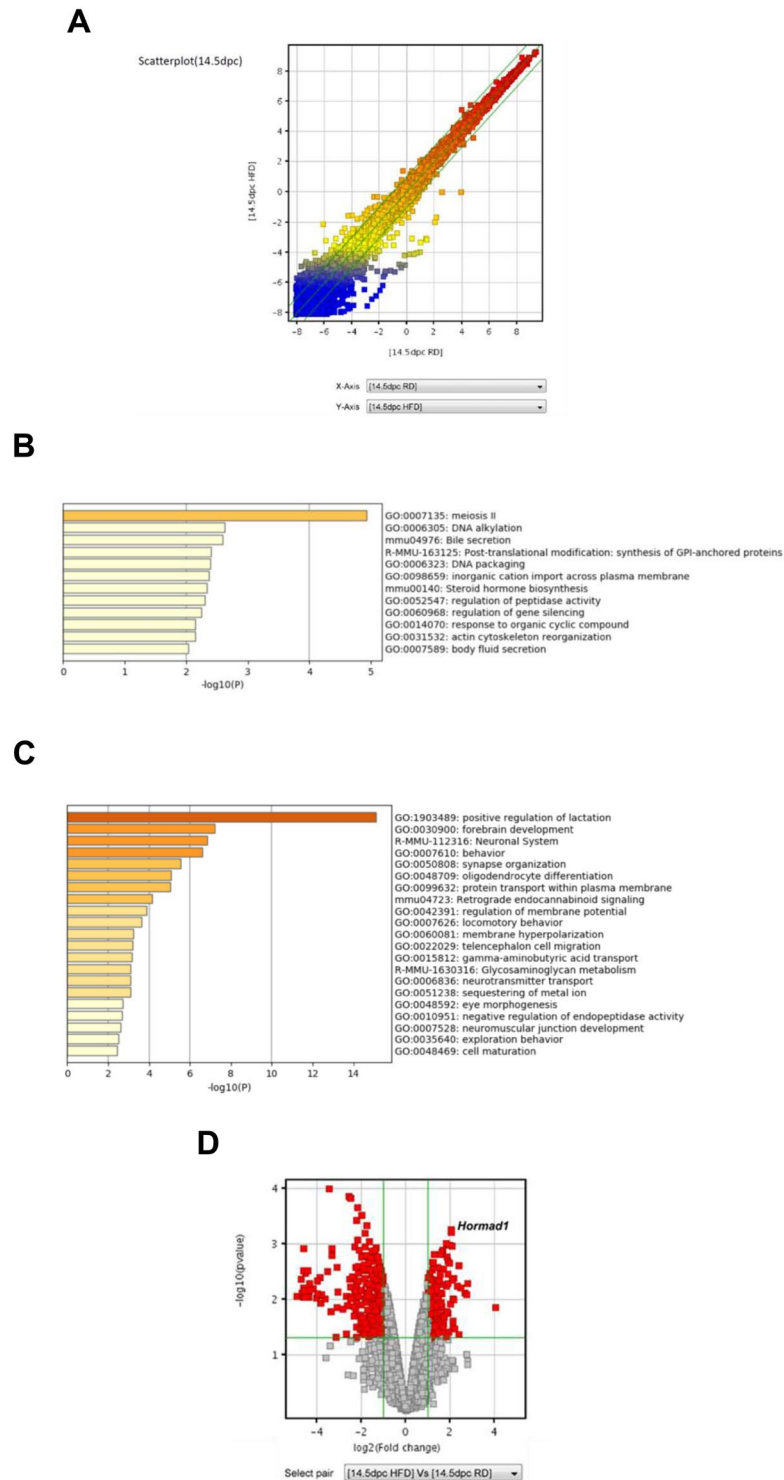 A
Scatterplot(14.5dpc)
[14.5dpc HFD]
8
6
4
2
0
-2
-4
-6
-8
-8 -6 -4 -2 0 2 4 6 8
[14.5dpc RD]
X-Axis [14.5dpc RD]
Y-Axis [14.5dpc HFD]
B
GO:0007135: meiosis II
GO:0006305: DNA alkylation
mmu04976: Bile secretion
R-MMU-163125: Post-translational modification: synthesis of GPI-anchored proteins
GO:0006323: DNA packaging
GO:0098659: inorganic cation import across plasma membrane
mmu00140: Steroid hormone biosynthesis
GO:0052547: regulation of peptidase activity
GO:0060968: regulation of gene silencing
GO:0014070: response to organic cyclic compound
GO:0031532: actin cytoskeleton reorganization
GO:0007589: body fluid secretion
0 1 2 3 4 5
-log10(P)
C
GO:1903489: positive regulation of lactation
GO:0030900: forebrain development
R-MMU-112316: Neuronal System
GO:0007610: behavior
GO:0050808: synapse organization
GO:0048709: oligodendrocyte differentiation
GO:0099632: protein transport within plasma membrane
mmu04723: Retrograde endocannabinoid signaling
GO:0042391: regulation of membrane potential
GO:0007626: locomotory behavior
GO:0060081: membrane hyperpolarization
GO:0022029: telencephalon cell migration
GO:0015812: gamma-aminobutyric acid transport
R-MMU-1630316: Glycosaminoglycan metabolism
GO:0006836: neurotransmitter transport
GO:0051238: sequestering of metal ion
GO:0048592: eye morphogenesis
GO:0010951: negative regulation of endopeptidase activity
GO:0007528: neuromuscular junction development
GO:0035640: exploration behavior
GO:0048469: cell maturation
0 2 4 6 8 10 12 14
-log10(P)
D
4
3
2
1
-log10(pvalue)
Hormad1
-4 -2 0 2 4
log2(Fold change)
Select pair [14.5dpc HFD] Vs [14.5dpc RD]